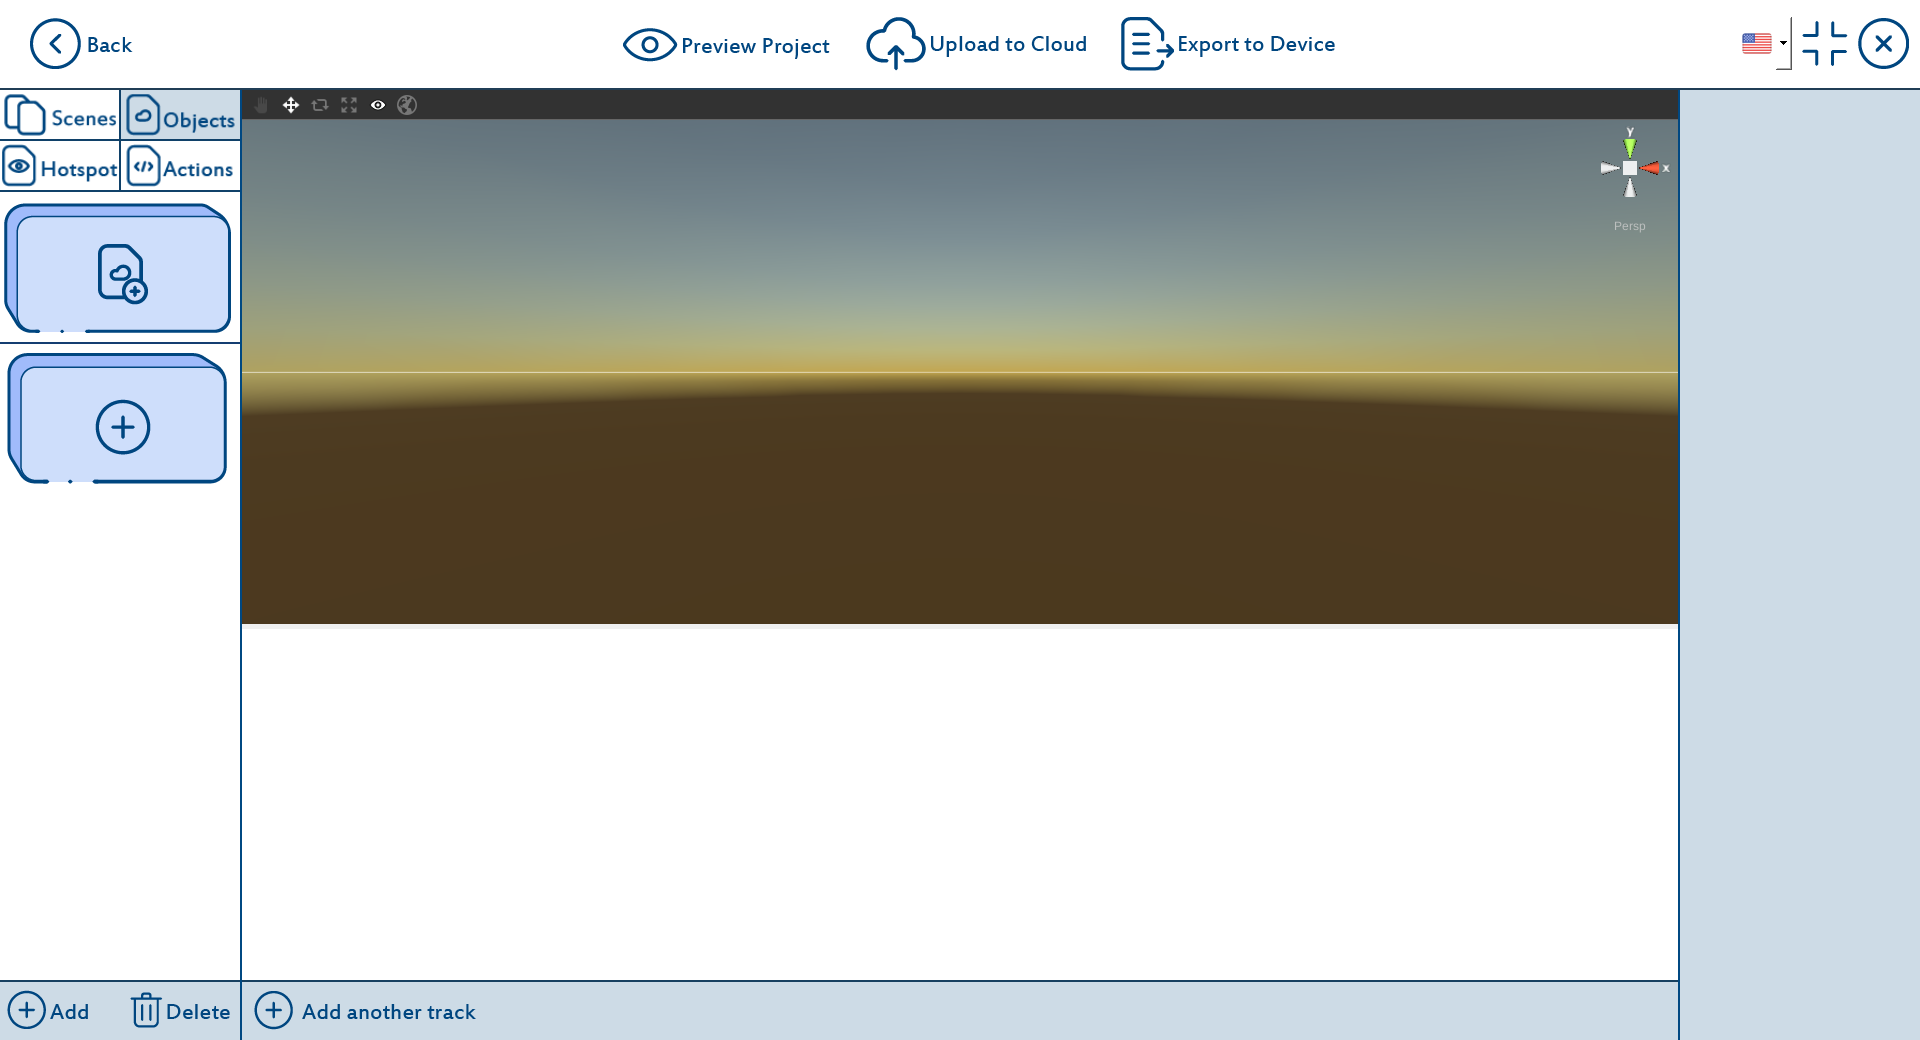 Back
Preview Project
Upload to Cloud
Export to Device
Scenes
Objects
Hotspot
Actions
y
x
Persp
Add
Delete
Add another track